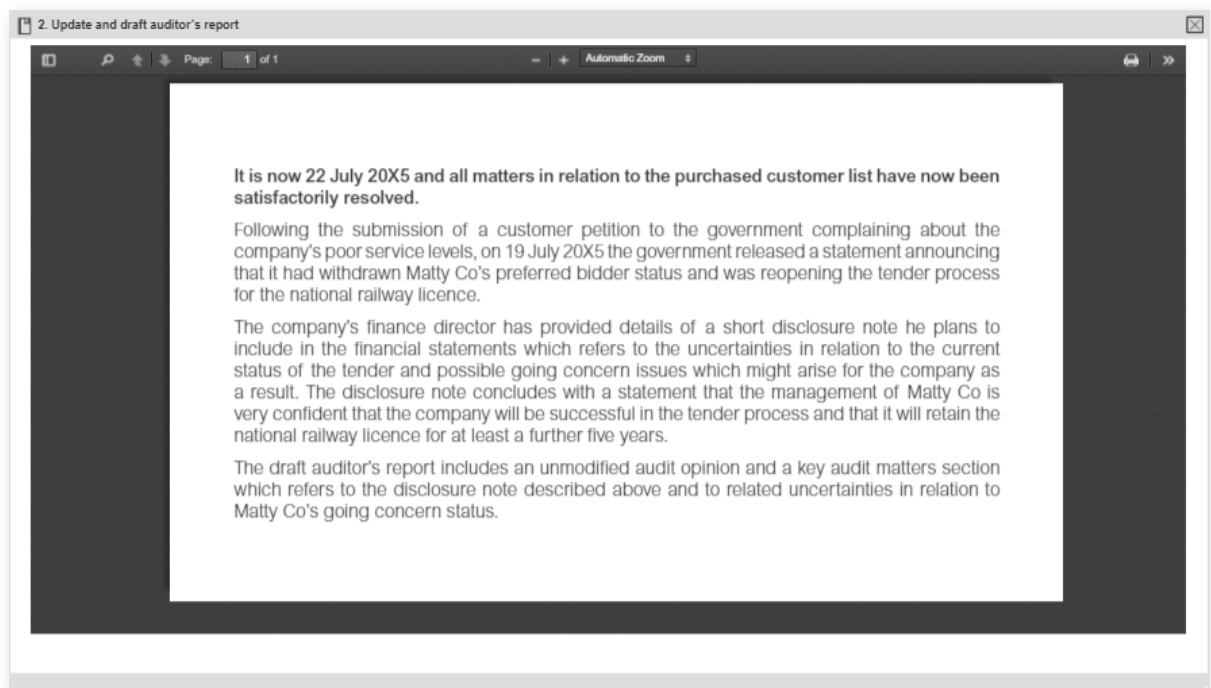 2. Update and draft auditor's report
Page: 1 of 1
Automatic Zoom
It is now 22 July 20X5 and all matters in relation to the purchased customer list have now been
satisfactorily resolved.
Following the submission of a customer petition to the government complaining about the
company's poor service levels, on 19 July 20X5 the government released a statement announcing
that it had withdrawn Matty Co's preferred bidder status and was reopening the tender process
for the national railway licence.
The company's finance director has provided details of a short disclosure note he plans to
include in the financial statements which refers to the uncertainties in relation to the current
status of the tender and possible going concern issues which might arise for the company as
a result. The disclosure note concludes with a statement that the management of Matty Co is
very confident that the company will be successful in the tender process and that it will retain the
national railway licence for at least a further five years.
The draft auditor's report includes an unmodified audit opinion and a key audit matters section
which refers to the disclosure note described above and to related uncertainties in relation to
Matty Co's going concern status.